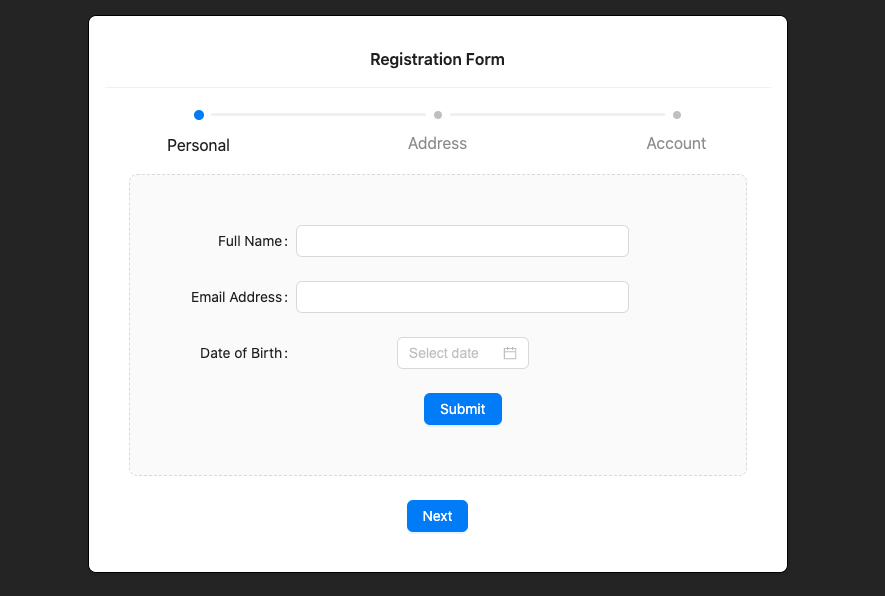 Registration Form
Personal Address Account
Full Name:
Email Address:
Date of Birth: Select date
Submit
Next